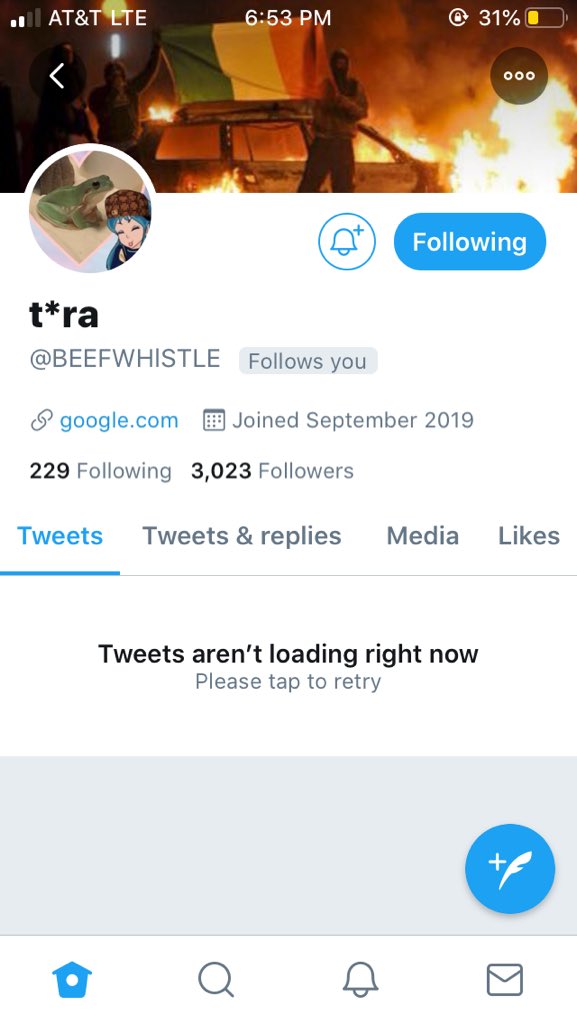 AT&T LTE 6:53 PM 31%
t*ra
@BEEFWHISTLE Follows you
Following
google.com Joined September 2019
229 Following 3,023 Followers
Tweets Tweets & replies Media Likes
Tweets aren’t loading right now
Please tap to retry